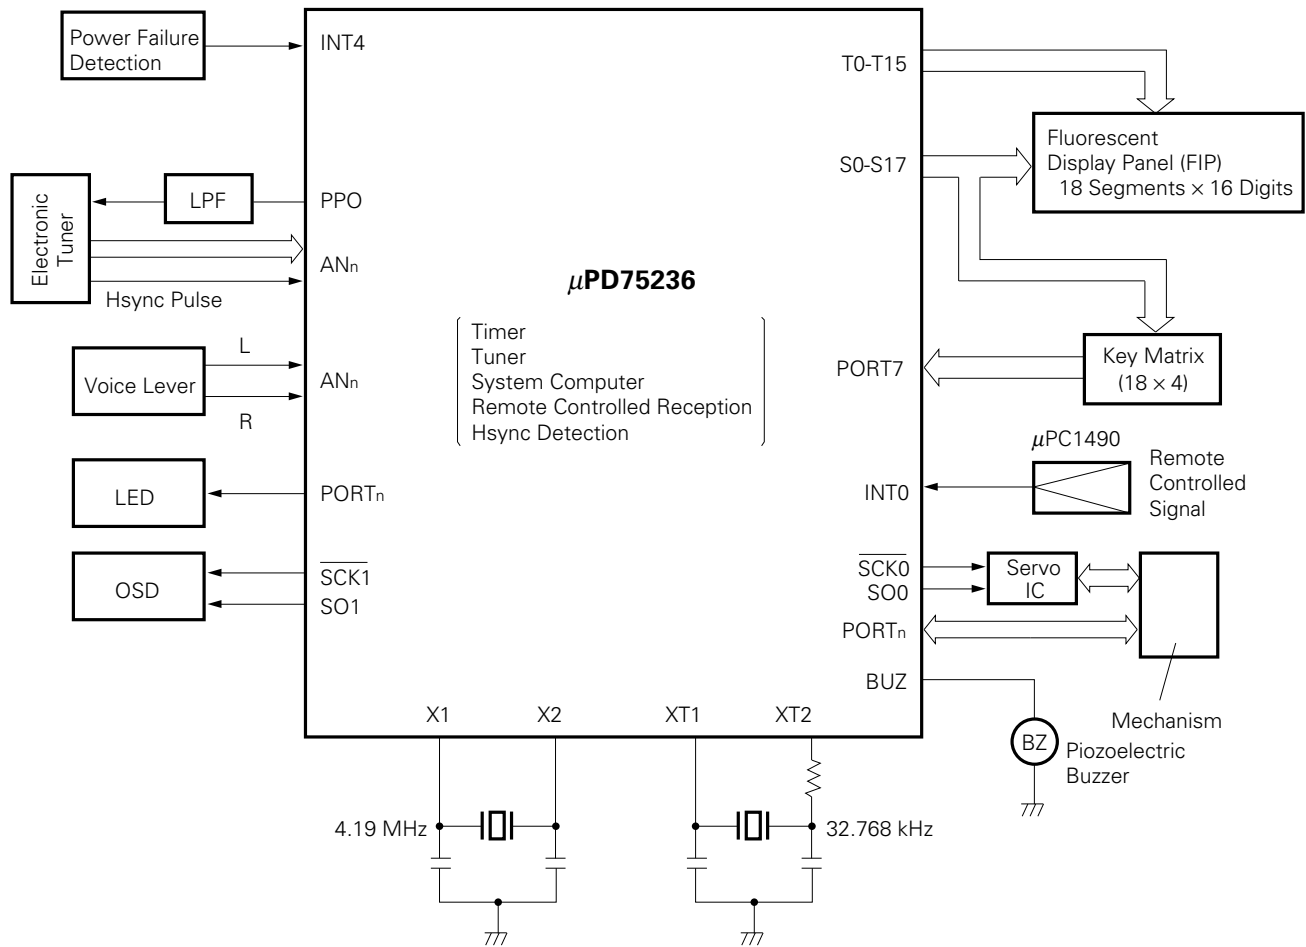 Power Failure
Detection
INT4
T0-T15
Fluorescent
Display Panel (FIP)
18 Segments × 16 Digits
S0-S17
Electronic
Tuner
LPF
PPO
ANn
Hsync Pulse
μPD75236
Timer
Tuner
System Computer
Remote Controlled Reception
Hsync Detection
L
Voice Lever
R
ANn
PORT7
Key Matrix
(18 × 4)
μPC1490
Remote
Controlled
Signal
INT0
LED
PORTn
OSD
SCK1
SO1
SCK0
SO0
Servo
IC
PORTn
BUZ
Mechanism
BZ
Piozoelectric
Buzzer
X1
X2
XT1
XT2
4.19 MHz
32.768 kHz